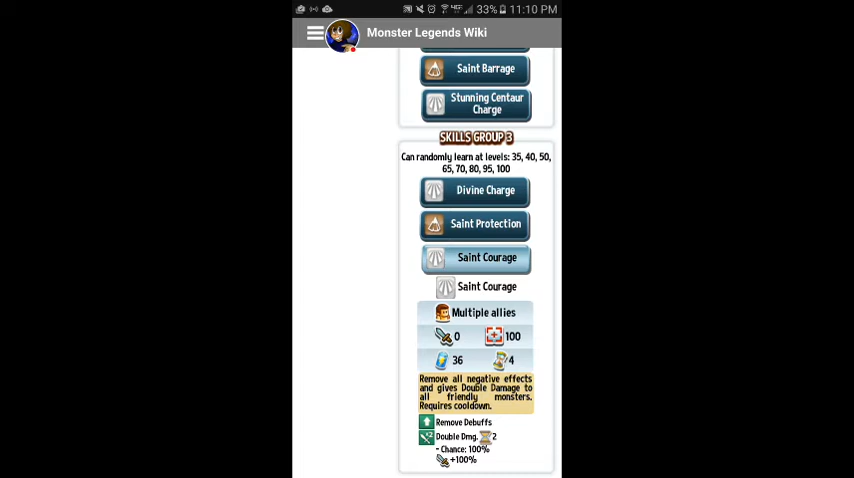 33% 11:10 PM
Monster Legends Wiki
Saint Barrage
Stunning Centaur
Charge
SKILLS GROUP 3
Can randomly learn at levels: 35, 40, 50,
65, 70, 80, 95, 100
Divine Charge
Saint Protection
Saint Courage
Saint Courage
Multiple allies
0 100
36 4
Remove all negative effects
and gives Double Damage to
all friendly monsters.
Requires cooldown.
Remove Debuffs
Double Dmg. 2
- Chance: 100%
+100%